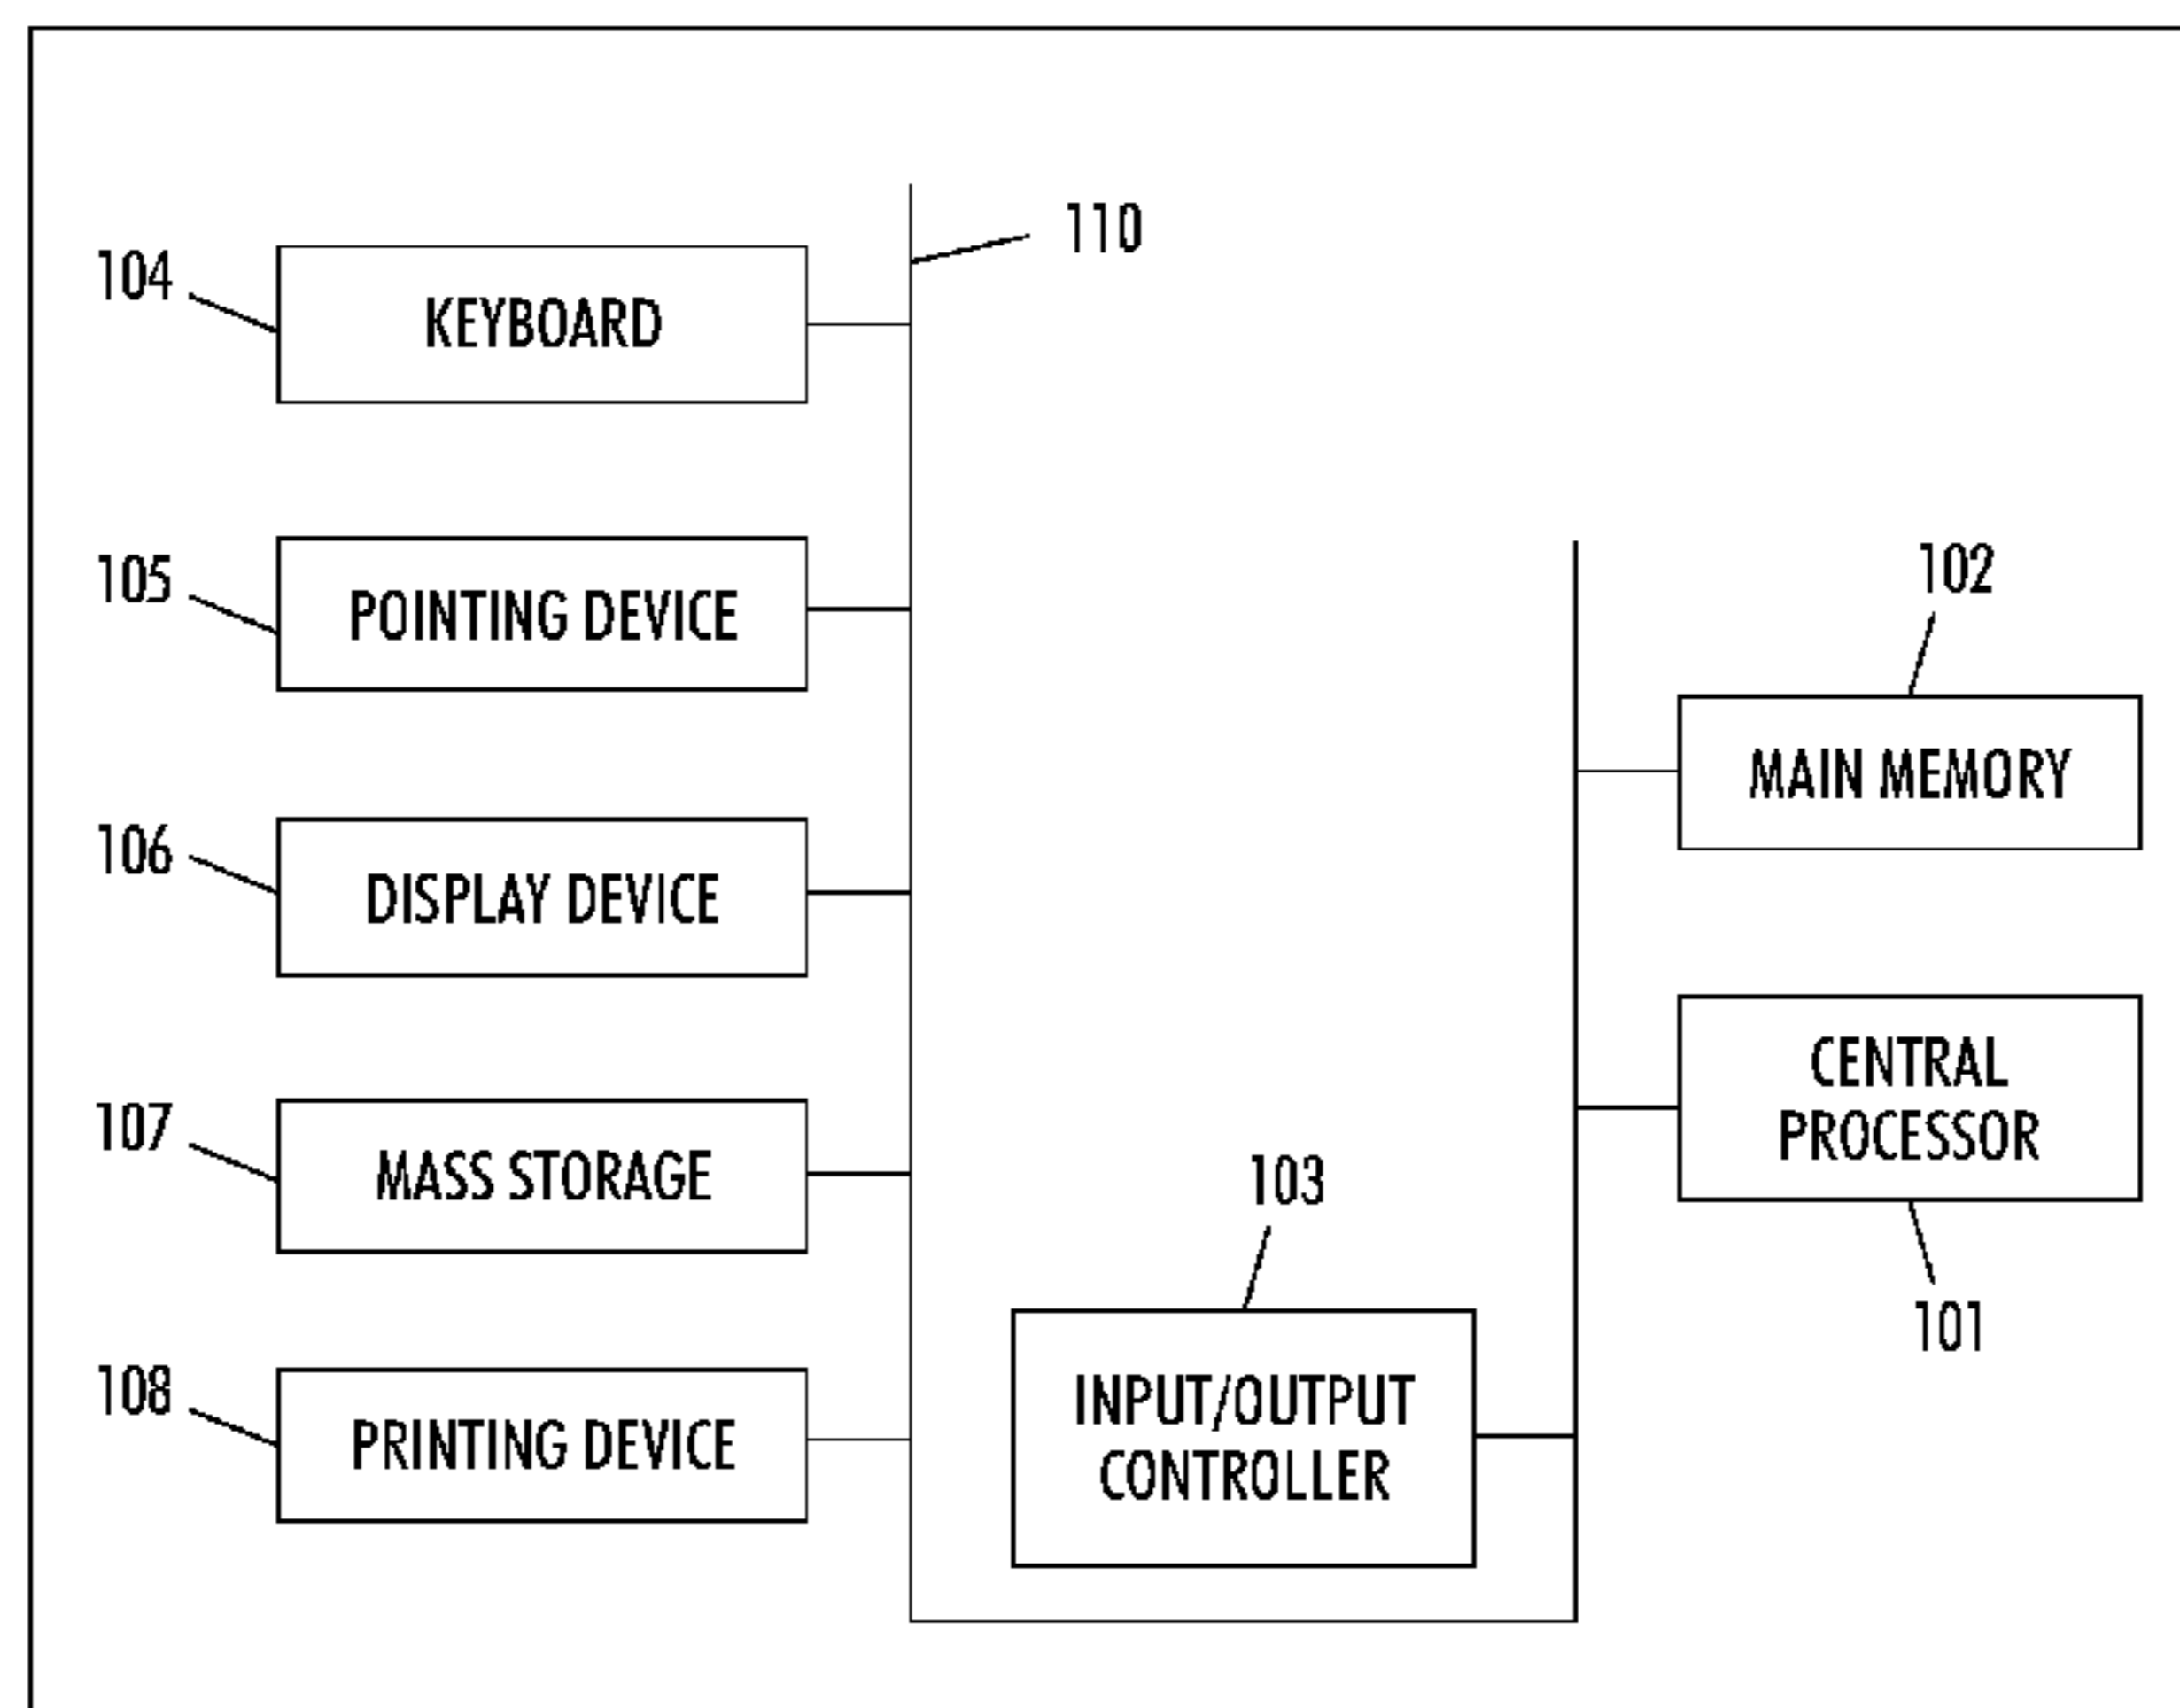 110
104
KEYBOARD
105
POINTING DEVICE
102
MAIN MEMORY
106
DISPLAY DEVICE
CENTRAL
PROCESSOR
107
MASS STORAGE
103
101
108
PRINTING DEVICE
INPUT/OUTPUT
CONTROLLER